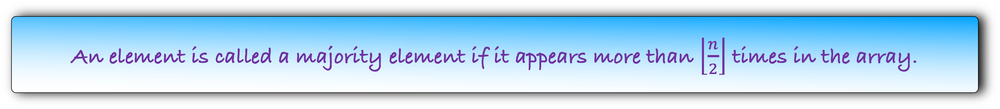 An element is called a majority element if it appears more than ⌊n/2⌋ times in the array.